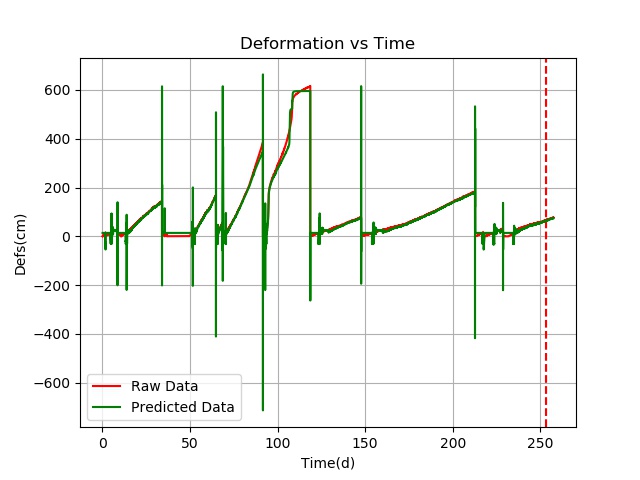 Deformation vs Time
600
400
200
0
−200
−400
−600
Defs(cm)
Raw Data
Predicted Data
0 50 100 150 200 250
Time(d)